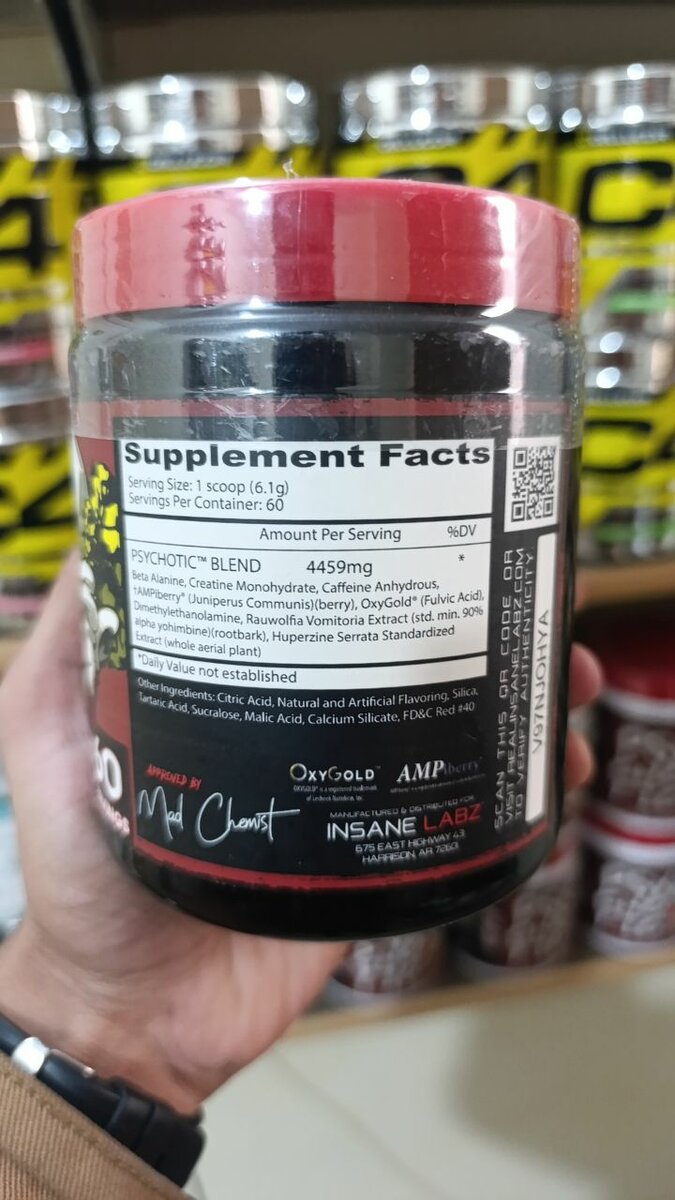 Supplement Facts
Serving Size: 1 scoop (6.1g)
Servings Per Container: 60
Amount Per Serving %DV
PSYCHOTIC™ BLEND 4459mg *
Beta Alanine, Creatine Monohydrate, Caffeine Anhydrous,
†AMPiberry® (Juniperus Communis)(berry), OxyGold® (Fulvic Acid),
Dimethylethanolamine, Rauwolfia Vomitoria Extract (std. min. 90%
alpha yohimbine)(rootbark), Huperzine Serrata Standardized
Extract (whole aerial plant)
*Daily Value not established
Other Ingredients: Citric Acid, Natural and Artificial Flavoring, Silica,
Tartaric Acid, Sucralose, Malic Acid, Calcium Silicate, FD&C Red #40
APPROVED BY
Mad Chemist
OXYGOLD™
AMPiberry
MANUFACTURED & DISTRIBUTED FOR
INSANE LABZ
675 EAST HIGHWAY 43
HARRISON, AR 72601
SCAN THIS QR CODE OR
VISIT REALINSANELABZ.COM
TO VERIFY AUTHENTICITY
V97NJOHYA
C4